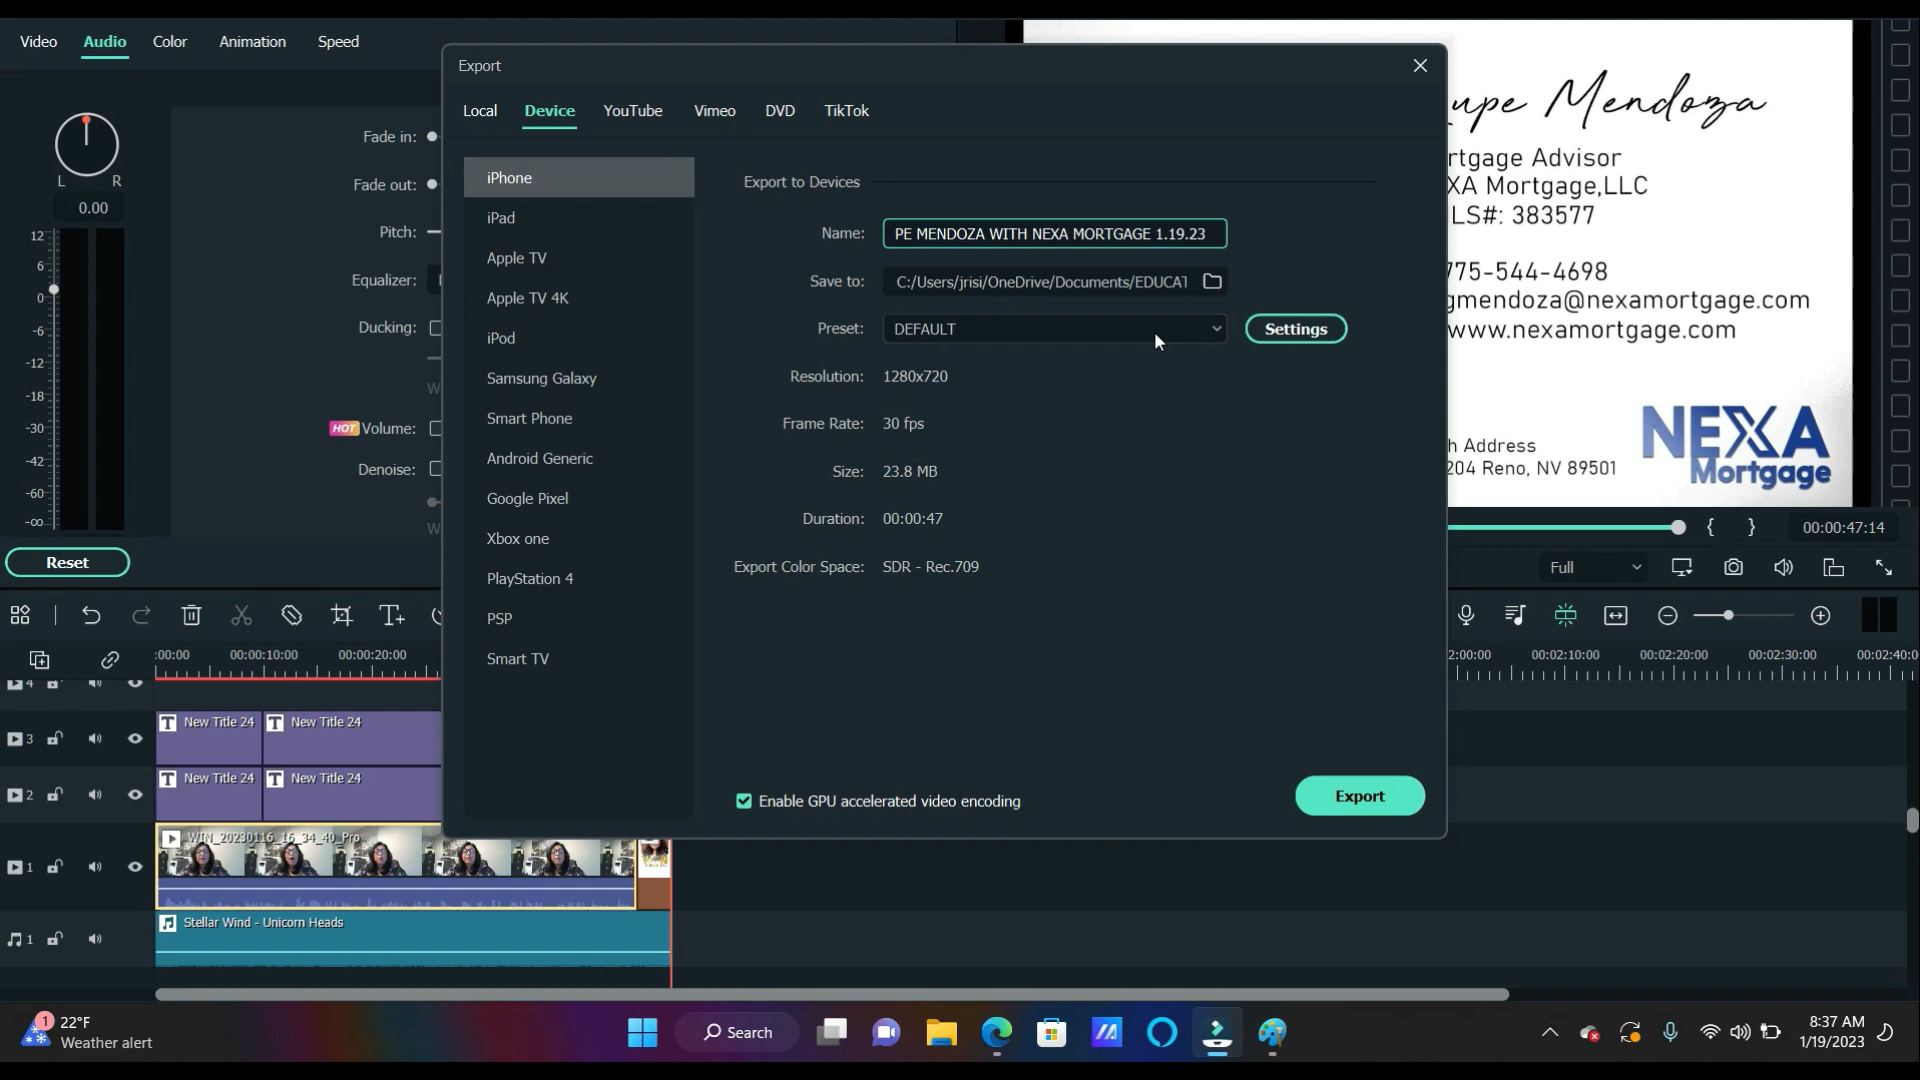 Video Audio Color Animation Speed
Export
Local Device YouTube Vimeo DVD TikTok
L R
0.00
12
6
0
-6
-12
-18
-30
-42
-60
-∞
Fade in:
Fade out:
Pitch:
Equalizer:
Ducking:
HOT Volume:
Denoise:
Reset
iPhone
iPad
Apple TV
Apple TV 4K
iPod
Samsung Galaxy
Smart Phone
Android Generic
Google Pixel
Xbox one
PlayStation 4
PSP
Smart TV
Export to Devices
Name: PE MENDOZA WITH NEXA MORTGAGE 1.19.23
Save to: C:/Users/jrisi/OneDrive/Documents/EDUCAT
Preset: DEFAULT Settings
Resolution: 1280x720
Frame Rate: 30 fps
Size: 23.8 MB
Duration: 00:00:47
Export Color Space: SDR - Rec.709
Enable GPU accelerated video encoding
Export
upe Mendoza
rtgage Advisor
XA Mortgage,LLC
LS#: 383577
775-544-4698
gmendoza@nexamortgage.com
www.nexamortgage.com
h Address
204 Reno, NV 89501
NEXA
Mortgage
{ } 00:00:47:14
Full
:00:00 00:00:10:00 00:00:20:00
2:00:00 00:02:10:00 00:02:20:00 00:02:30:00 00:02:40:0
4
3 New Title 24 New Title 24
2 New Title 24 New Title 24
WIN_20230116_16_34_40_Pro
1
Stellar Wind - Unicorn Heads
1
1
22°F
Weather alert
Search
8:37 AM
1/19/2023